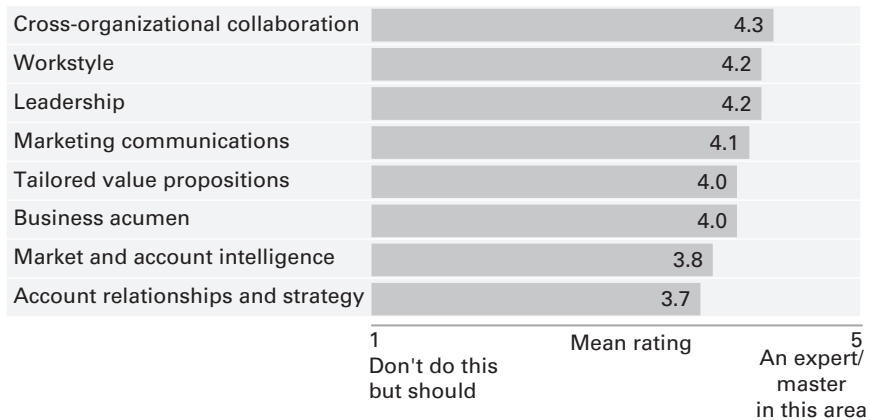 Cross-organizational collaboration 4.3
Workstyle 4.2
Leadership 4.2
Marketing communications 4.1
Tailored value propositions 4.0
Business acumen 4.0
Market and account intelligence 3.8
Account relationships and strategy 3.7
1 Mean rating 5
Don't do this
but should
An expert/
master
in this area